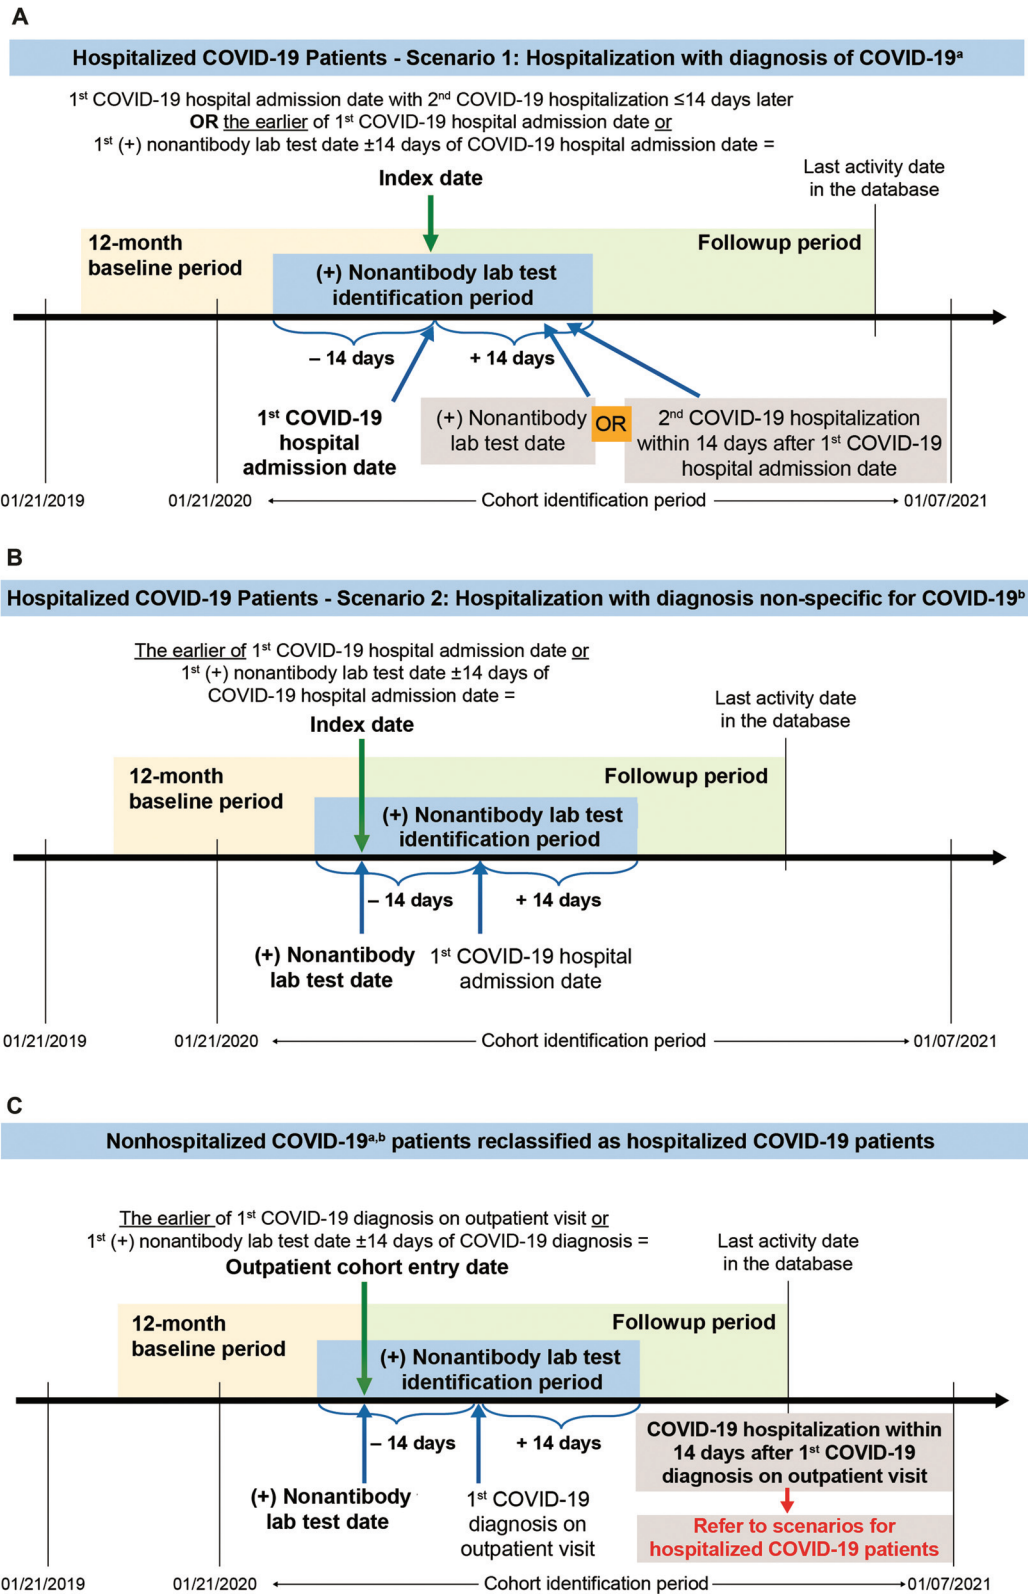 A
Hospitalized COVID-19 Patients - Scenario 1: Hospitalization with diagnosis of COVID-19ᵃ
1st COVID-19 hospital admission date with 2nd COVID-19 hospitalization ≤14 days later
OR the earlier of 1st COVID-19 hospital admission date or
1st (+) nonantibody lab test date ±14 days of COVID-19 hospital admission date =
Index date
Last activity date
in the database
12-month
baseline period
Followup period
(+) Nonantibody lab test
identification period
– 14 days
+ 14 days
1st COVID-19
hospital
admission date
(+) Nonantibody
lab test date
OR
2nd COVID-19 hospitalization
within 14 days after 1st COVID-19
hospital admission date
01/21/2019
01/21/2020
Cohort identification period
01/07/2021
B
Hospitalized COVID-19 Patients - Scenario 2: Hospitalization with diagnosis non-specific for COVID-19ᵇ
The earlier of 1st COVID-19 hospital admission date or
1st (+) nonantibody lab test date ±14 days of
COVID-19 hospital admission date =
Index date
Last activity date
in the database
12-month
baseline period
Followup period
(+) Nonantibody lab test
identification period
– 14 days
+ 14 days
(+) Nonantibody
lab test date
1st COVID-19 hospital
admission date
01/21/2019
01/21/2020
Cohort identification period
01/07/2021
C
Nonhospitalized COVID-19ᵃ,ᵇ patients reclassified as hospitalized COVID-19 patients
The earlier of 1st COVID-19 diagnosis on outpatient visit or
1st (+) nonantibody lab test date ±14 days of COVID-19 diagnosis =
Outpatient cohort entry date
Last activity date
in the database
12-month
baseline period
Followup period
(+) Nonantibody lab test
identification period
– 14 days
+ 14 days
(+) Nonantibody
lab test date
1st COVID-19
diagnosis on
outpatient visit
COVID-19 hospitalization within
14 days after 1st COVID-19
diagnosis on outpatient visit
Refer to scenarios for
hospitalized COVID-19 patients
01/21/2019
01/21/2020
Cohort identification period
01/07/2021